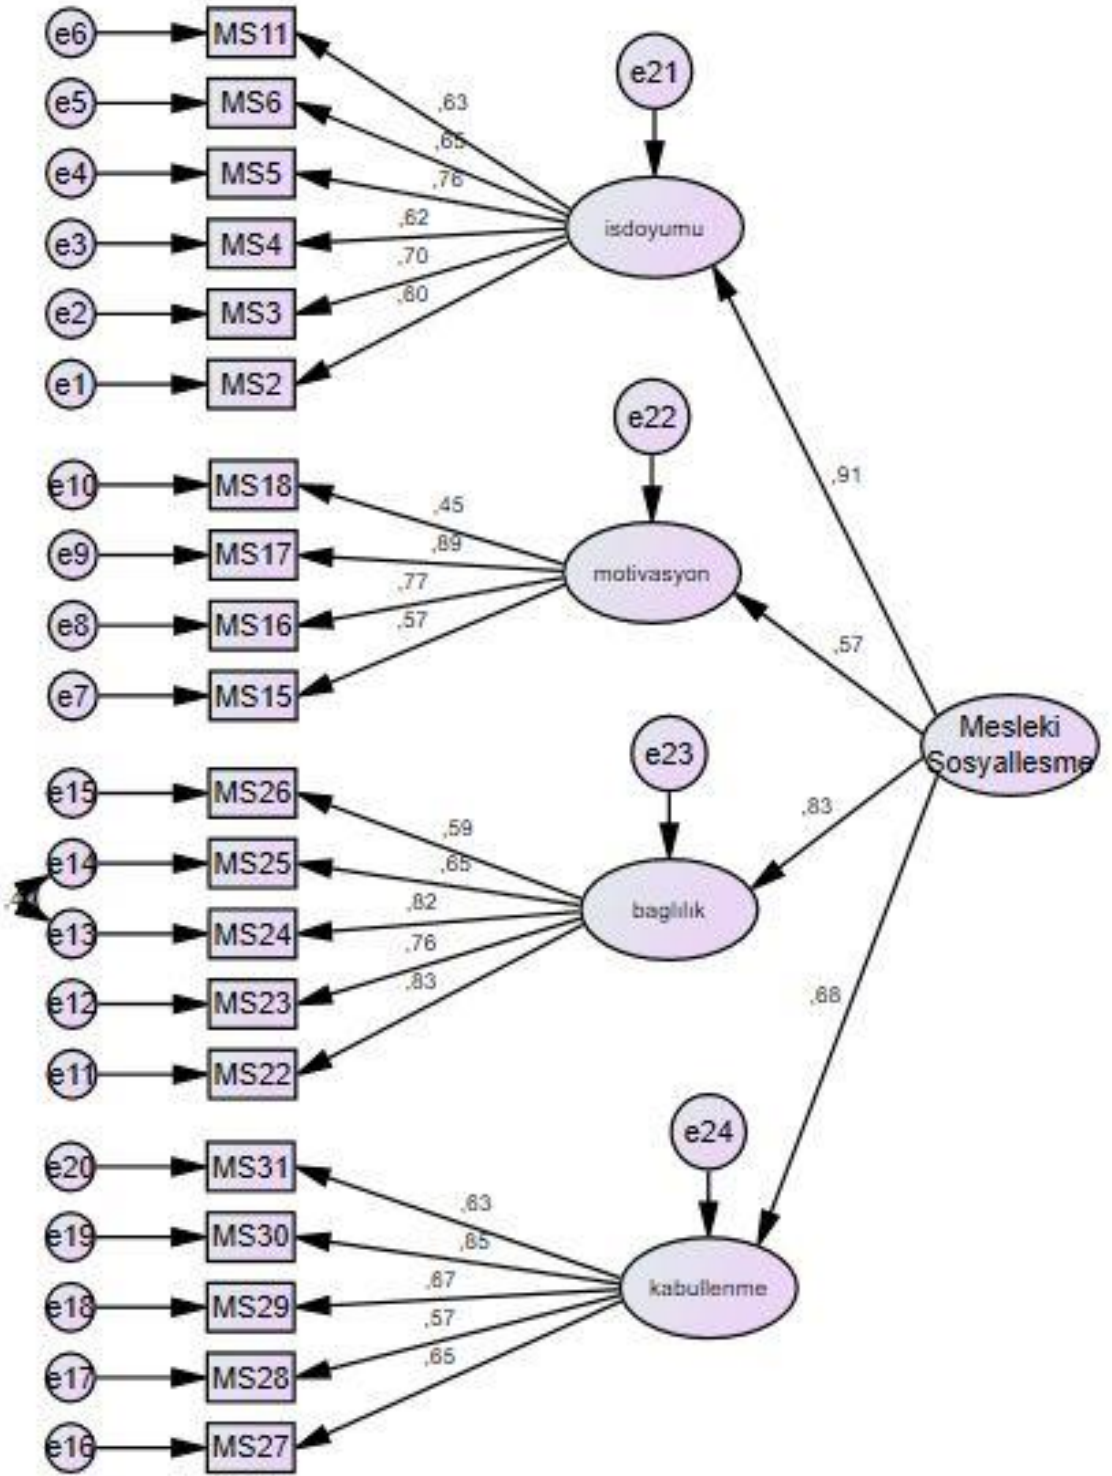 e6
MS11
e5
MS6
e4
MS5
e3
MS4
e2
MS3
e1
MS2
,63
,65
,76
,62
,70
,60
e21
isdoyumu
,91
e10
MS18
e9
MS17
e8
MS16
e7
MS15
,45
,89
,77
,57
e22
motivasyon
,57
Mesleki
Sosyallesme
e15
MS26
e14
MS25
e13
MS24
e12
MS23
e11
MS22
,59
,65
,82
,76
,83
e23
baglılık
,83
,68
e20
MS31
e19
MS30
e18
MS29
e17
MS28
e16
MS27
,63
,85
,67
,57
,65
e24
kabullenme